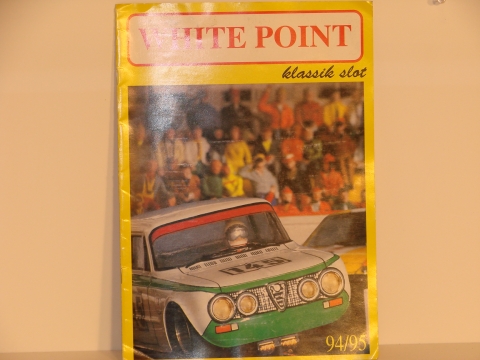 WHITE POINT
klassik slot
94/95